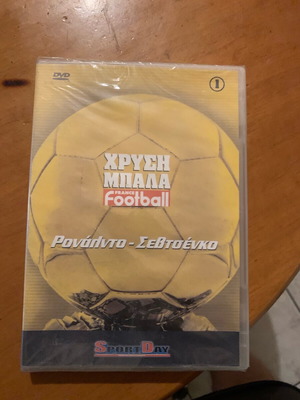 DVD
1
ΧΡΥΣΗ
ΜΠΑΛΑ
FRANCE
Football
Ρονάλντο - Σεβτσένκο
SPORTDAY